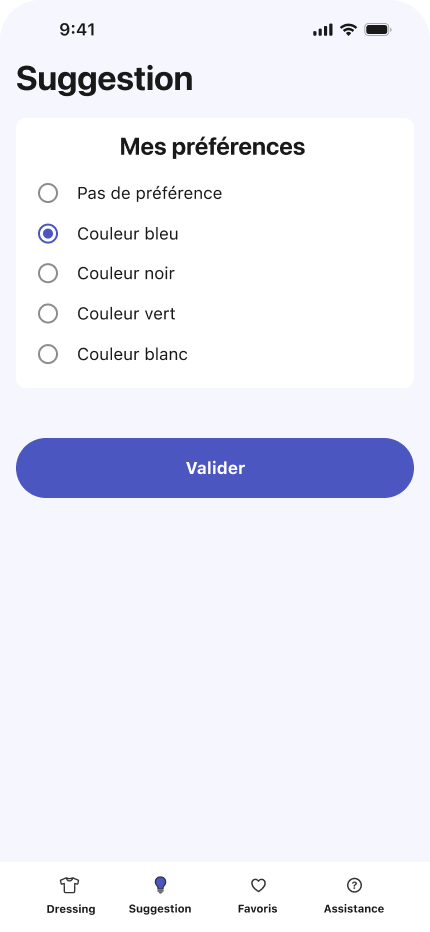 9:41
Suggestion
Mes préférences
Pas de préférence
Couleur bleu
Couleur noir
Couleur vert
Couleur blanc
Valider
Dressing Suggestion Favoris Assistance